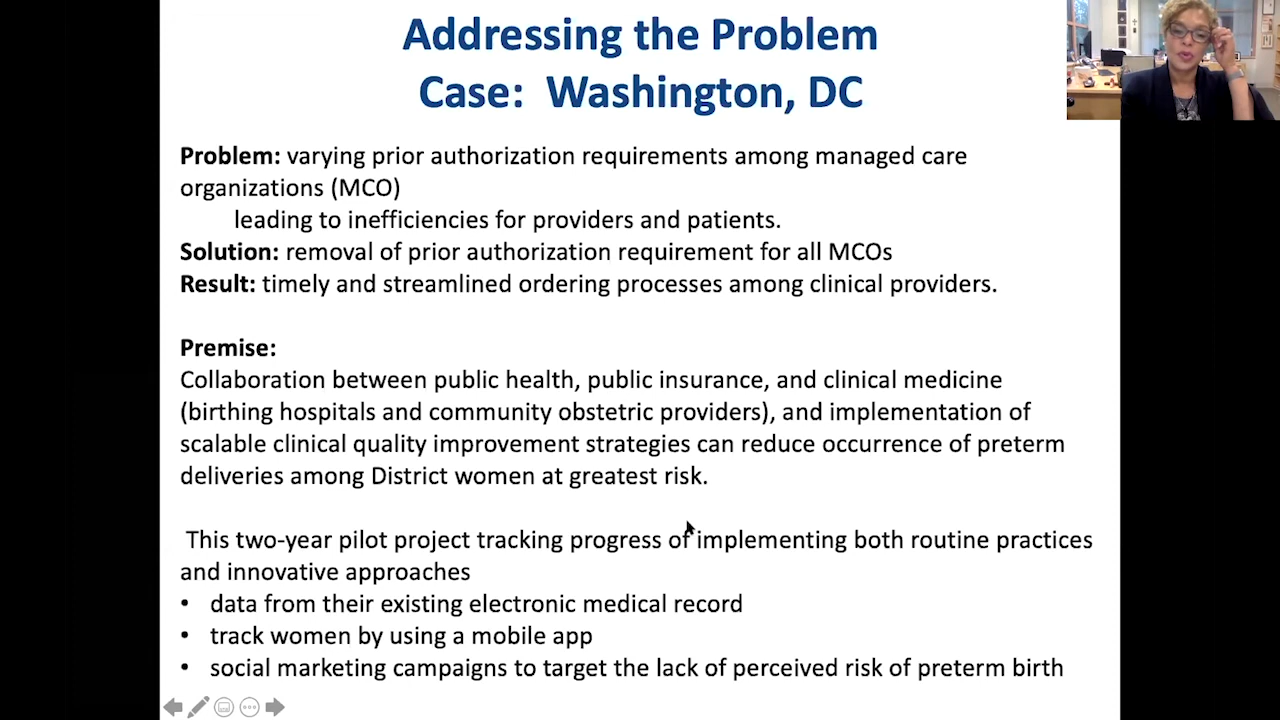 Addressing the Problem
Case: Washington, DC
Problem: varying prior authorization requirements among managed care
organizations (MCO)
leading to inefficiencies for providers and patients.
Solution: removal of prior authorization requirement for all MCOs
Result: timely and streamlined ordering processes among clinical providers.
Premise:
Collaboration between public health, public insurance, and clinical medicine
(birthing hospitals and community obstetric providers), and implementation of
scalable clinical quality improvement strategies can reduce occurrence of preterm
deliveries among District women at greatest risk.
This two-year pilot project tracking progress of implementing both routine practices
and innovative approaches
• data from their existing electronic medical record
• track women by using a mobile app
• social marketing campaigns to target the lack of perceived risk of preterm birth